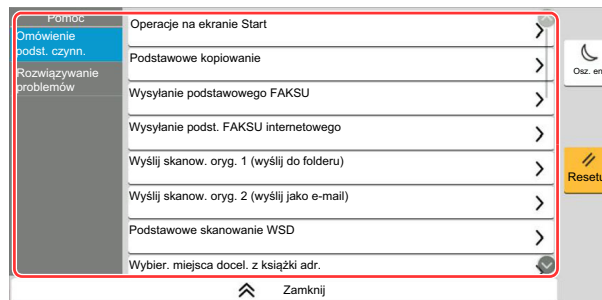 Pomoc
Omówienie
podst. czynn.
Rozwiązywanie
problemów
Operacje na ekranie Start
Podstawowe kopiowanie
Wysyłanie podstawowego FAKSU
Wysyłanie podst. FAKSU internetowego
Wyślij skanow. oryg. 1 (wyślij do folderu)
Wyślij skanow. oryg. 2 (wyślij jako e-mail)
Podstawowe skanowanie WSD
Wybier. miejsca docel. z książki adr.
Zamknij
Osz. en
Resetu